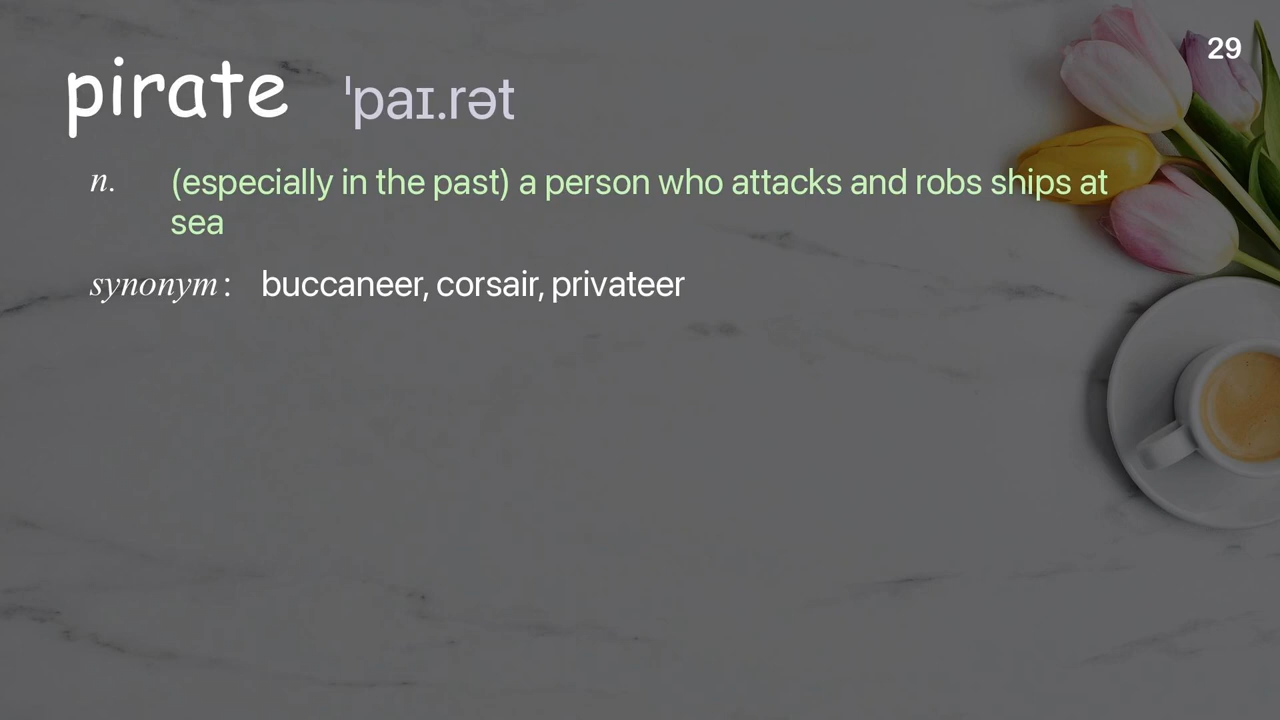 29
pirate ˈpaɪ.rət
n. (especially in the past) a person who attacks and robs ships at
sea
synonym : buccaneer, corsair, privateer